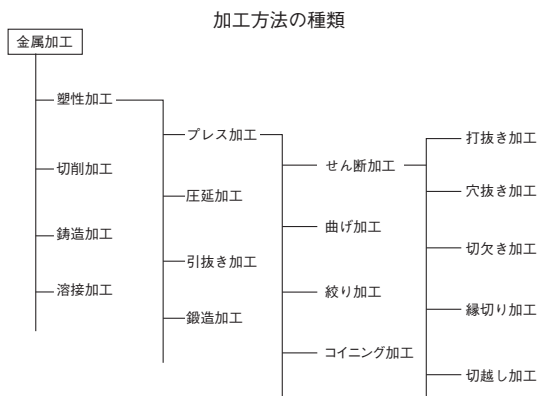 加工方法の種類
金属加工
塑性加工
切削加工
鋳造加工
溶接加工
プレス加工
圧延加工
引抜き加工
鍛造加工
せん断加工
曲げ加工
絞り加工
コイニング加工
打抜き加工
穴抜き加工
切欠き加工
縁切り加工
切越し加工